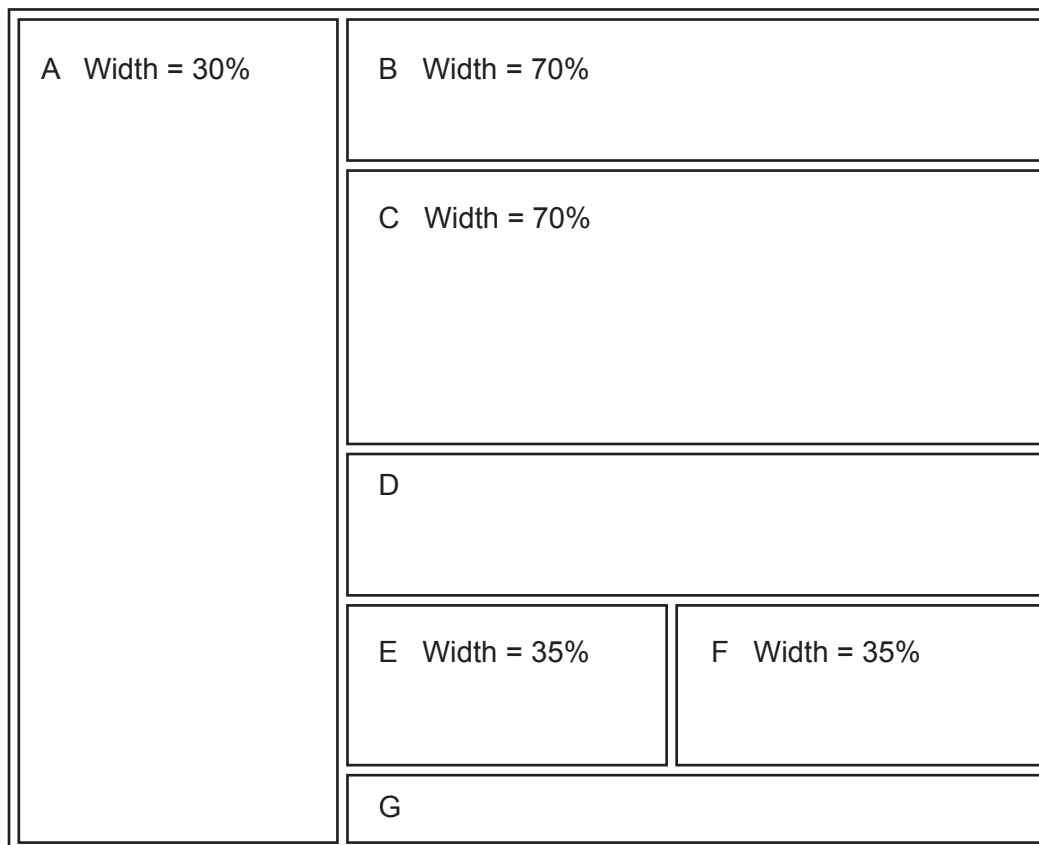 A Width = 30%
B Width = 70%
C Width = 70%
D
E Width = 35%
F Width = 35%
G